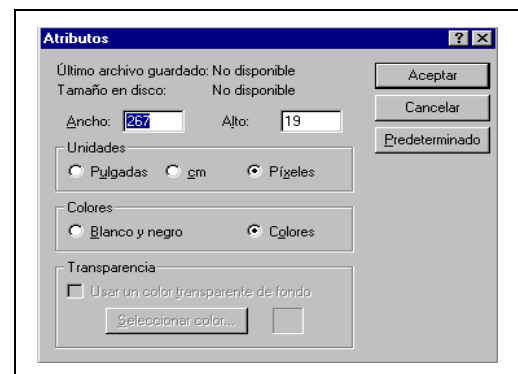 Atributos
Último archivo guardado: No disponible
Tamaño en disco: No disponible
Ancho: 267 Alto: 19
Unidades
Pulgadas cm Píxeles
Colores
Blanco y negro Colores
Transparencia
Usar un color transparente de fondo
Seleccionar color...
Aceptar
Cancelar
Predeterminado